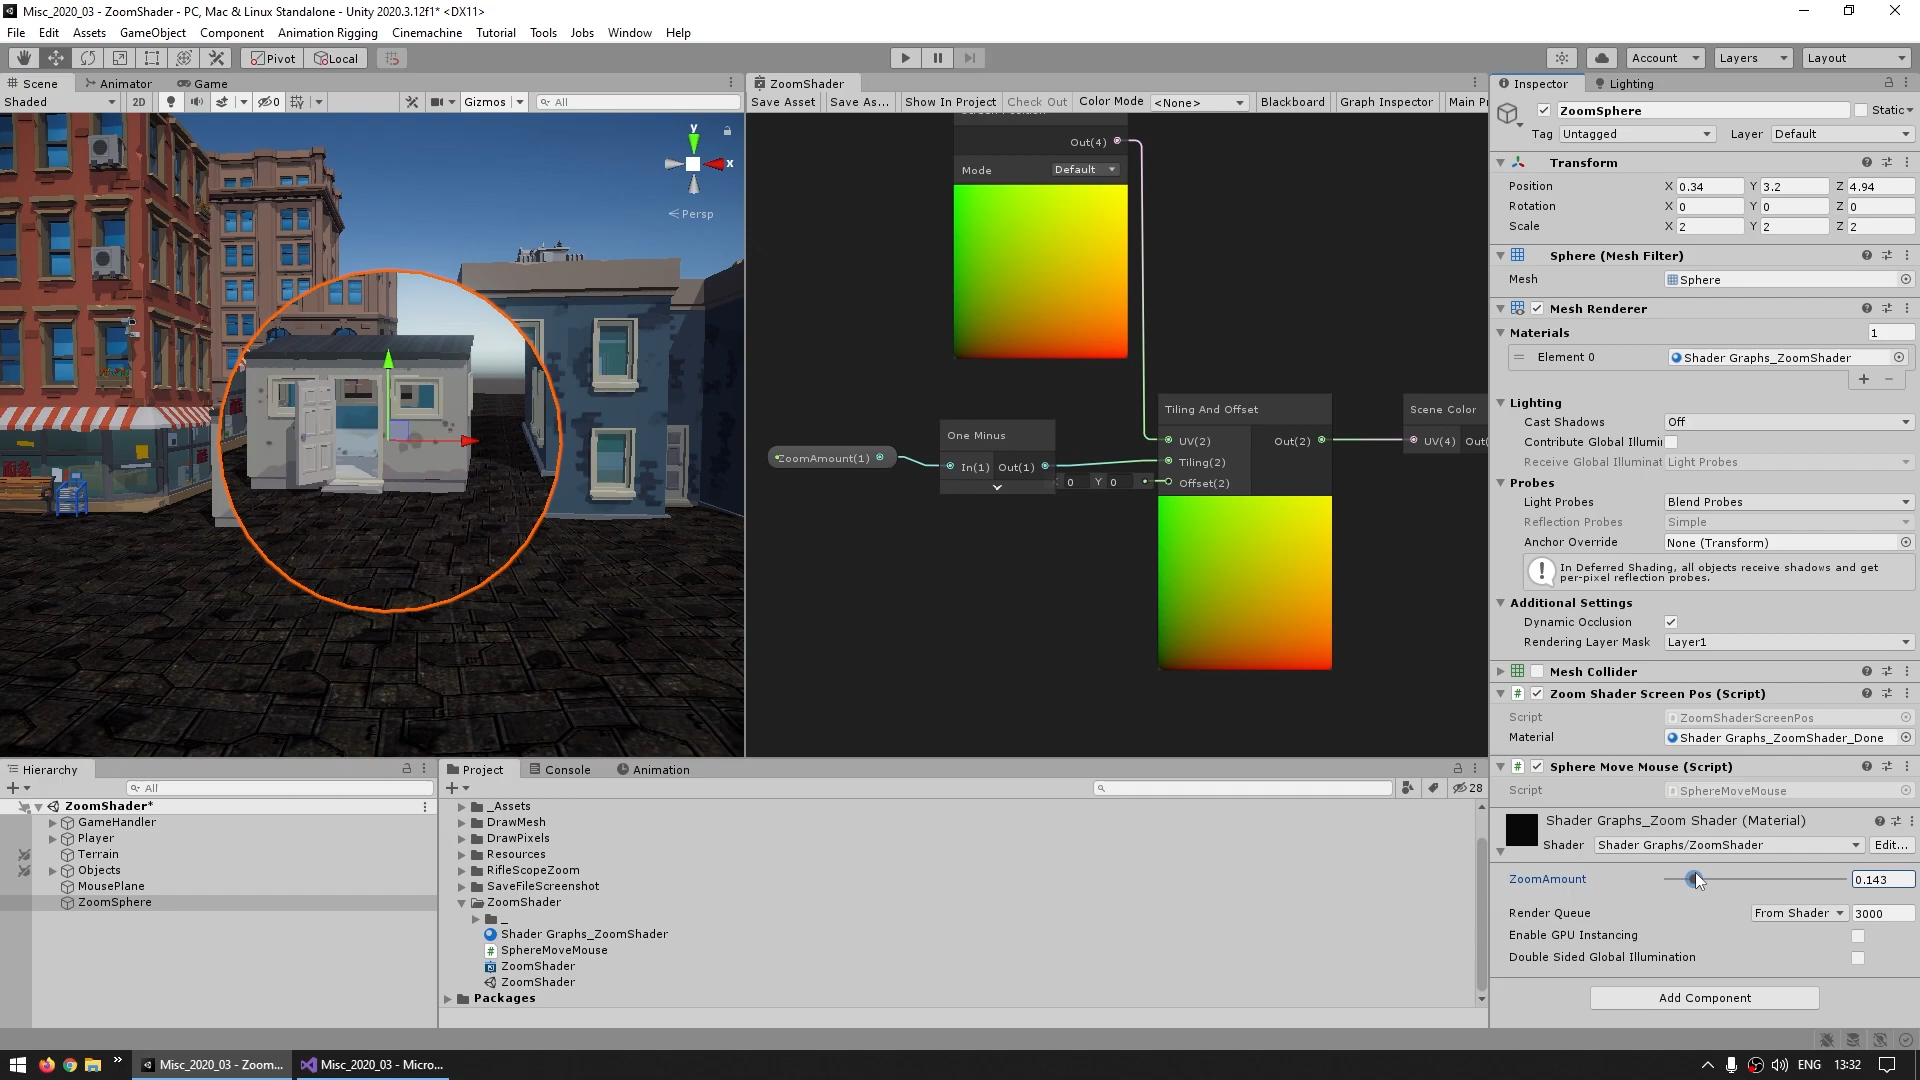 Misc_2020_03 - ZoomShader - PC, Mac & Linux Standalone - Unity 2020.3.12f1* <DX11>
File Edit Assets GameObject Component Animation Rigging Cinemachine Tutorial Tools Jobs Window Help
Pivot Local Account Layers Layout
Scene Animator Game
Shaded 2D 0 Gizmos All
y
x
Persp
ZoomShader
Save Asset Save As... Show In Project Check Out Color Mode <None> Blackboard Graph Inspector Main Pr
Screen Position
Out(4)
Mode Default
ZoomAmount(1)
One Minus
In(1) Out(1)
X 0 Y 0
Tiling And Offset
UV(2) Out(2)
Tiling(2)
Offset(2)
Scene Color
UV(4) Out(
Inspector Lighting
ZoomSphere Static
Tag Untagged Layer Default
Transform
Position X 0.34 Y 3.2 Z 4.94
Rotation X 0 Y 0 Z 0
Scale X 2 Y 2 Z 2
Sphere (Mesh Filter)
Mesh Sphere
Mesh Renderer
Materials 1
Element 0 Shader Graphs_ZoomShader
Lighting
Cast Shadows Off
Contribute Global Illumi
Receive Global Illuminat Light Probes
Probes
Light Probes Blend Probes
Reflection Probes Simple
Anchor Override None (Transform)
In Deferred Shading, all objects receive shadows and get
per-pixel reflection probes.
Additional Settings
Dynamic Occlusion
Rendering Layer Mask Layer1
Mesh Collider
Zoom Shader Screen Pos (Script)
Script ZoomShaderScreenPos
Material Shader Graphs_ZoomShader_Done
Sphere Move Mouse (Script)
Script SphereMoveMouse
Shader Graphs_Zoom Shader (Material)
Shader Shader Graphs/ZoomShader Edit...
ZoomAmount 0.143
Render Queue From Shader 3000
Enable GPU Instancing
Double Sided Global Illumination
Add Component
Hierarchy
All
ZoomShader*
GameHandler
Player
Terrain
Objects
MousePlane
ZoomSphere
Project Console Animation
28
_Assets
DrawMesh
DrawPixels
Resources
RifleScopeZoom
SaveFileScreenshot
ZoomShader
_
Shader Graphs_ZoomShader
SphereMoveMouse
ZoomShader
ZoomShader
Packages
Misc_2020_03 - Zoom... Misc_2020_03 - Micro... ENG 13:32